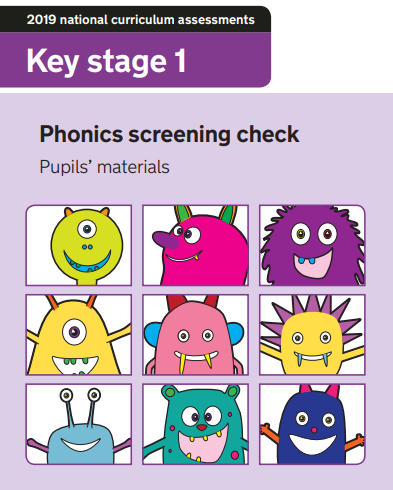 2019 national curriculum assessments
Key stage 1
Phonics screening check
Pupils’ materials